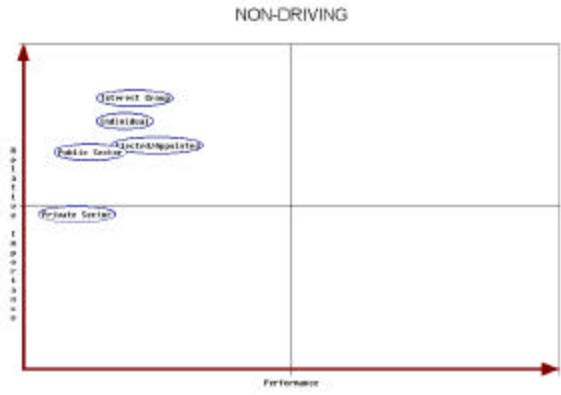 NON-DRIVING
Interest Group
Individual
Elected/Appointed
Public Sector
Private Sector
Relative Importance
Performance